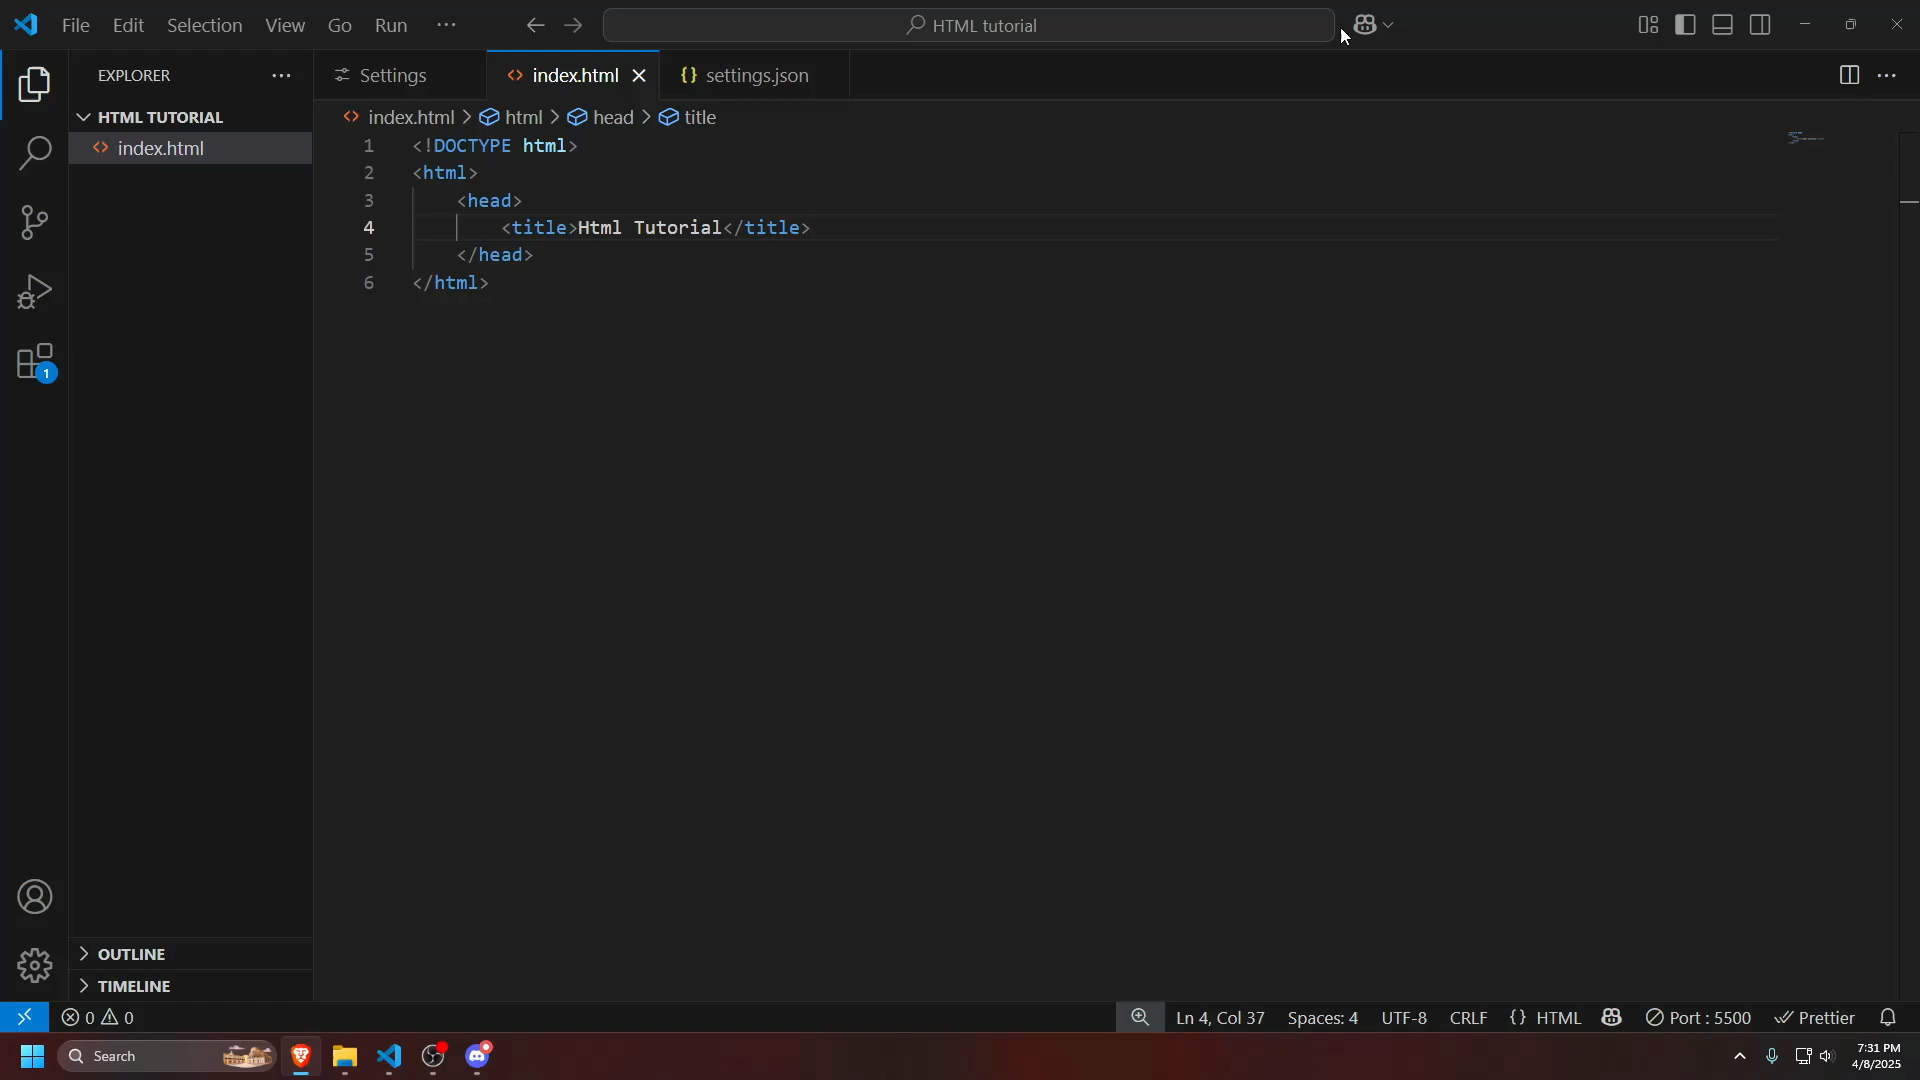 File Edit Selection View Go Run ··· HTML tutorial
EXPLORER ··· Settings index.html settings.json
HTML TUTORIAL
index.html
index.html > html > head > title
1 <!DOCTYPE html>
2 <html>
3 <head>
4 <title>Html Tutorial</title>
5 </head>
6 </html>
1
OUTLINE
TIMELINE
0 0 Ln 4, Col 37 Spaces: 4 UTF-8 CRLF {} HTML Port : 5500 Prettier
Search 7:31 PM
4/8/2025